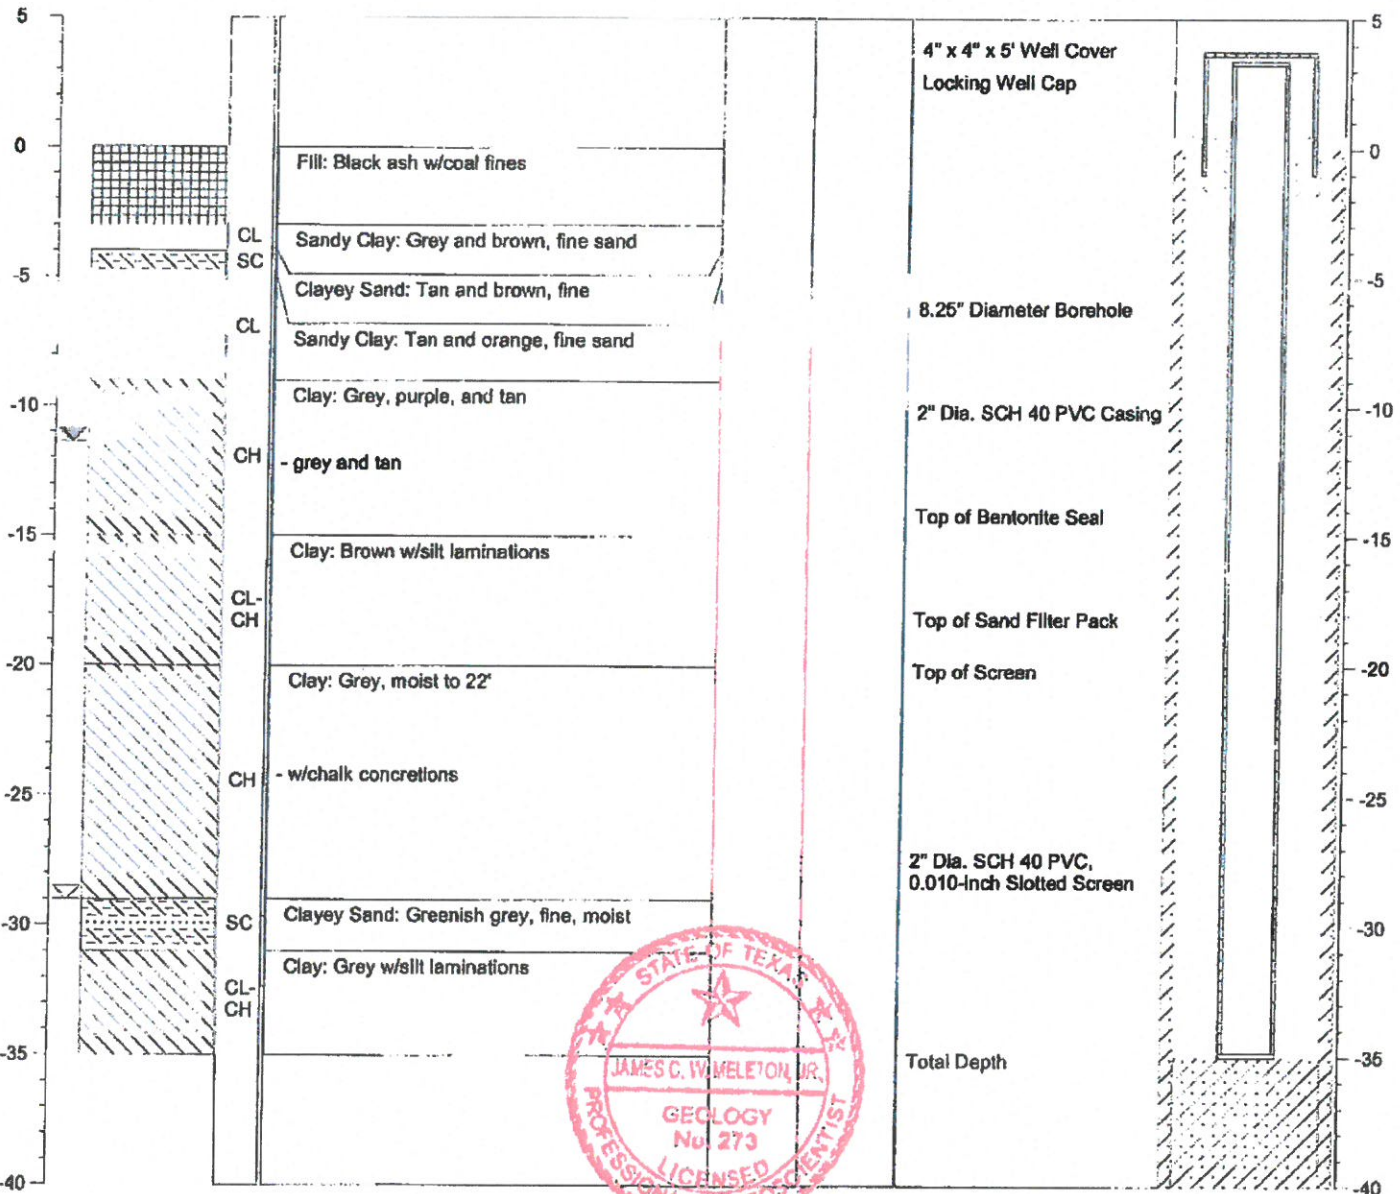 5
5
4" x 4" x 5' Well Cover
Locking Well Cap
0
0
Fill: Black ash w/coal fines
CL
Sandy Clay: Grey and brown, fine sand
SC
-5
-5
Clayey Sand: Tan and brown, fine
8.25" Diameter Borehole
CL
Sandy Clay: Tan and orange, fine sand
Clay: Grey, purple, and tan
-10
2" Dia. SCH 40 PVC Casing
-10
CH
- grey and tan
Top of Bentonite Seal
-15
-15
Clay: Brown w/silt laminations
CL-
CH
Top of Sand Filter Pack
-20
Top of Screen
-20
Clay: Grey, moist to 22'
CH
- w/chalk concretions
-25
-25
2" Dia. SCH 40 PVC,
0.010-Inch Slotted Screen
-30
SC
Clayey Sand: Greenish grey, fine, moist
-30
Clay: Grey w/silt laminations
CL-
CH
-35
Total Depth
-35
STATE OF TEXAS
JAMES C. W. MELETON, JR.
GEOLOGY
No. 273
LICENSED
PROFESSIONAL GEOSCIENTIST
-40
-40